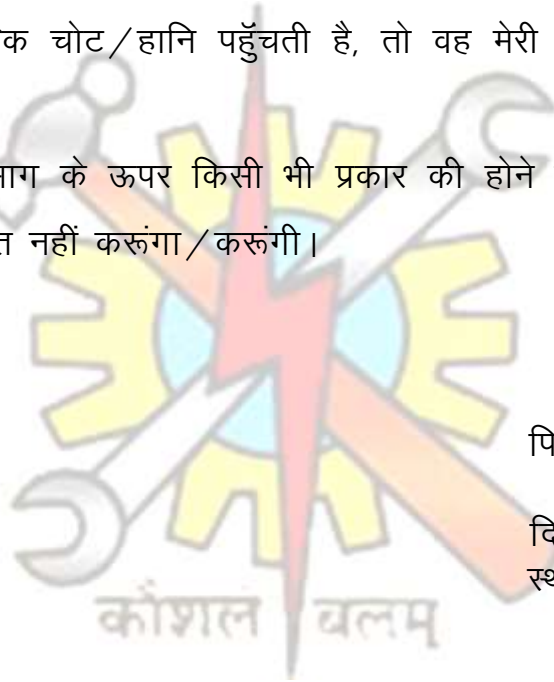 क चोट/हानि पहुँचती है, तो वह मेरी
के ऊपर किसी भी प्रकार की होने
नहीं करूंगा/करूंगी।
पि
दि
स्थ
कौशलं बलम्